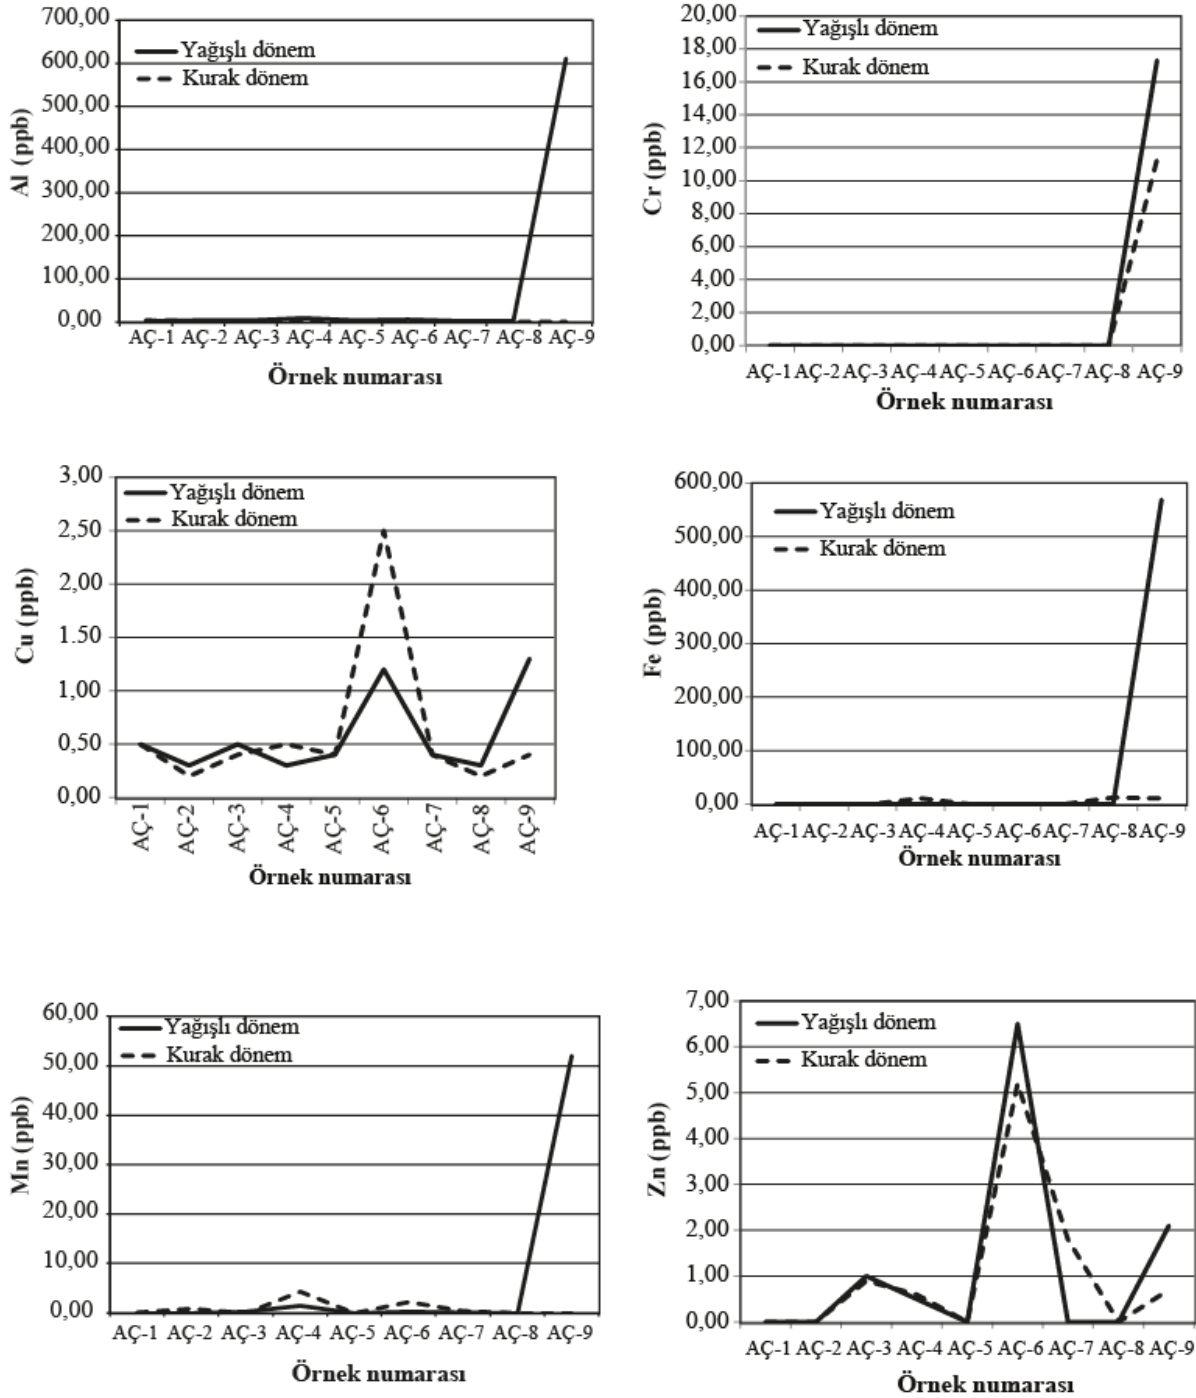 700,00
600,00
500,00
400,00
300,00
200,00
100,00
0,00
Al (ppb)
Yağışlı dönem
Kurak dönem
AÇ-1 AÇ-2 AÇ-3 AÇ-4 AÇ-5 AÇ-6 AÇ-7 AÇ-8 AÇ-9
Örnek numarası
20,00
18,00
16,00
14,00
12,00
10,00
8,00
6,00
4,00
2,00
0,00
Cr (ppb)
Yağışlı dönem
Kurak dönem
AÇ-1 AÇ-2 AÇ-3 AÇ-4 AÇ-5 AÇ-6 AÇ-7 AÇ-8 AÇ-9
Örnek numarası
3,00
2,50
2,00
1.50
1,00
0,50
0,00
Cu (ppb)
Yağışlı dönem
Kurak dönem
AÇ-1 AÇ-2 AÇ-3 AÇ-4 AÇ-5 AÇ-6 AÇ-7 AÇ-8 AÇ-9
Örnek numarası
600,00
500,00
400,00
300,00
200,00
100,00
0,00
Fe (ppb)
Yağışlı dönem
Kurak dönem
AÇ-1 AÇ-2 AÇ-3 AÇ-4 AÇ-5 AÇ-6 AÇ-7 AÇ-8 AÇ-9
Örnek numarası
60,00
50,00
40,00
30,00
20,00
10,00
0,00
Mn (ppb)
Yağışlı dönem
Kurak dönem
AÇ-1 AÇ-2 AÇ-3 AÇ-4 AÇ-5 AÇ-6 AÇ-7 AÇ-8 AÇ-9
Örnek numarası
7,00
6,00
5,00
4,00
3,00
2,00
1,00
0,00
Zn (ppb)
Yağışlı dönem
Kurak dönem
AÇ-1 AÇ-2 AÇ-3 AÇ-4 AÇ-5 AÇ-6 AÇ-7 AÇ-8 AÇ-9
Örnek numarası